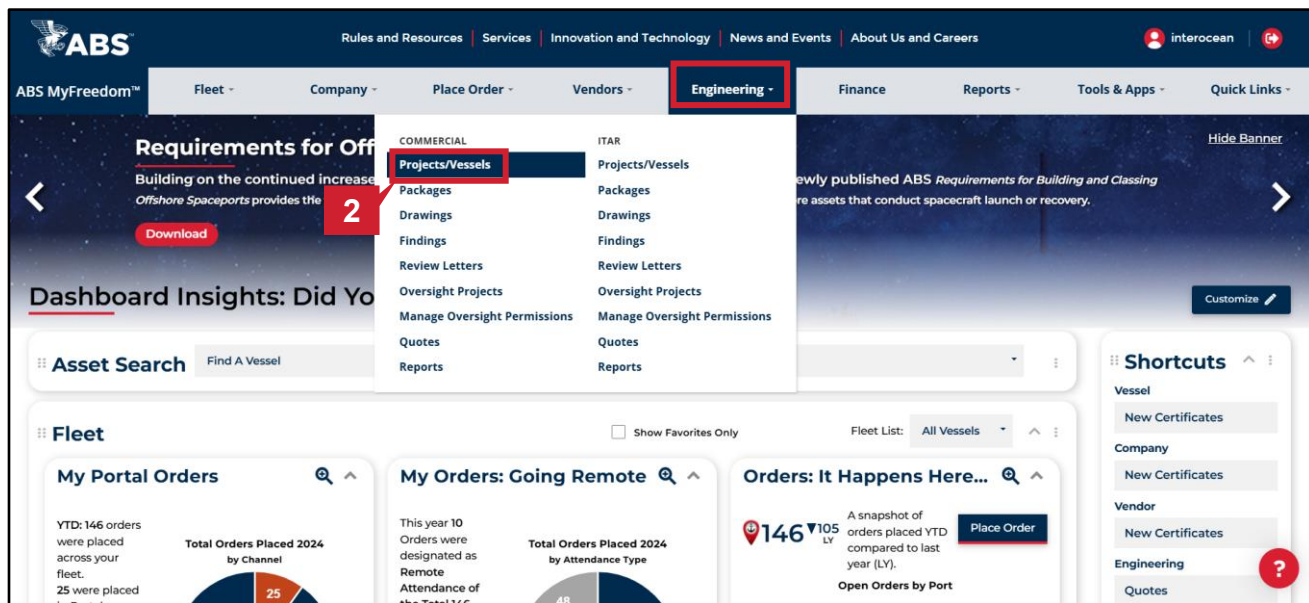 ABS
Rules and Resources | Services | Innovation and Technology | News and Events | About Us and Careers
interocean
ABS MyFreedom™
Fleet
Company
Place Order
Vendors
Engineering
Finance
Reports
Tools & Apps
Quick Links
Hide Banner
Requirements for Off
Building on the continued increase
ewly published ABS Requirements for Building and Classing
Offshore Spaceports provides the
re assets that conduct spacecraft launch or recovery.
Download
2
COMMERCIAL
Projects/Vessels
Packages
Drawings
Findings
Review Letters
Oversight Projects
Manage Oversight Permissions
Quotes
Reports
ITAR
Projects/Vessels
Packages
Drawings
Findings
Review Letters
Oversight Projects
Manage Oversight Permissions
Quotes
Reports
Dashboard Insights: Did Yo
Customize
Asset Search
Find A Vessel
Fleet
Show Favorites Only
Fleet List:
All Vessels
My Portal Orders
YTD: 146 orders
were placed
across your
fleet.
25 were placed
Total Orders Placed 2024
by Channel
25
My Orders: Going Remote
This year 10
Orders were
designated as
Remote
Attendance of
the Total 146
Total Orders Placed 2024
by Attendance Type
48
Orders: It Happens Here...
146 ▼105
LY
A snapshot of
orders placed YTD
compared to last
year (LY).
Place Order
Open Orders by Port
Shortcuts
Vessel
New Certificates
Company
New Certificates
Vendor
New Certificates
Engineering
Quotes
?